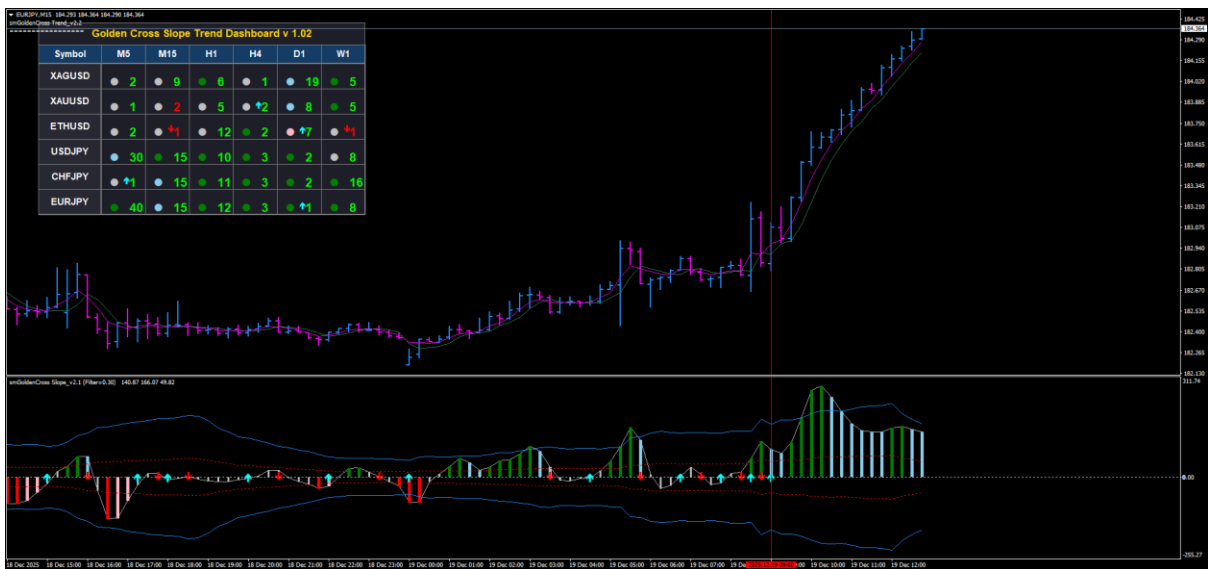 EURJPY,M15 184.293 184.364 184.290 184.364
smGoldenCross Trend_v2.2
Golden Cross Slope Trend Dashboard v 1.02
Symbol M5 M15 H1 H4 D1 W1
XAGUSD 2 9 6 1 19 5
XAUUSD 1 2 5 2 8 5
ETHUSD 2 1 12 2 7 1
USDJPY 30 15 10 3 2 8
CHFJPY 1 15 11 3 2 16
EURJPY 40 15 12 3 1 8
184.425
184.364
184.290
184.155
184.020
183.885
183.750
183.615
183.480
183.345
183.210
183.075
182.940
182.805
182.670
182.535
182.400
182.265
182.130
smGoldenCross Slope_v2.1 (Filter=0.30) 140.87 166.07 49.82
311.74
0.00
-255.27
18 Dec 2025 18 Dec 15:00 18 Dec 16:00 18 Dec 17:00 18 Dec 18:00 18 Dec 19:00 18 Dec 20:00 18 Dec 21:00 18 Dec 22:00 18 Dec 23:00 19 Dec 00:00 19 Dec 01:00 19 Dec 02:00 19 Dec 03:00 19 Dec 04:00 19 Dec 05:00 19 Dec 06:00 19 Dec 07:00 19 Dec 10:00 19 Dec 11:00 19 Dec 12:00